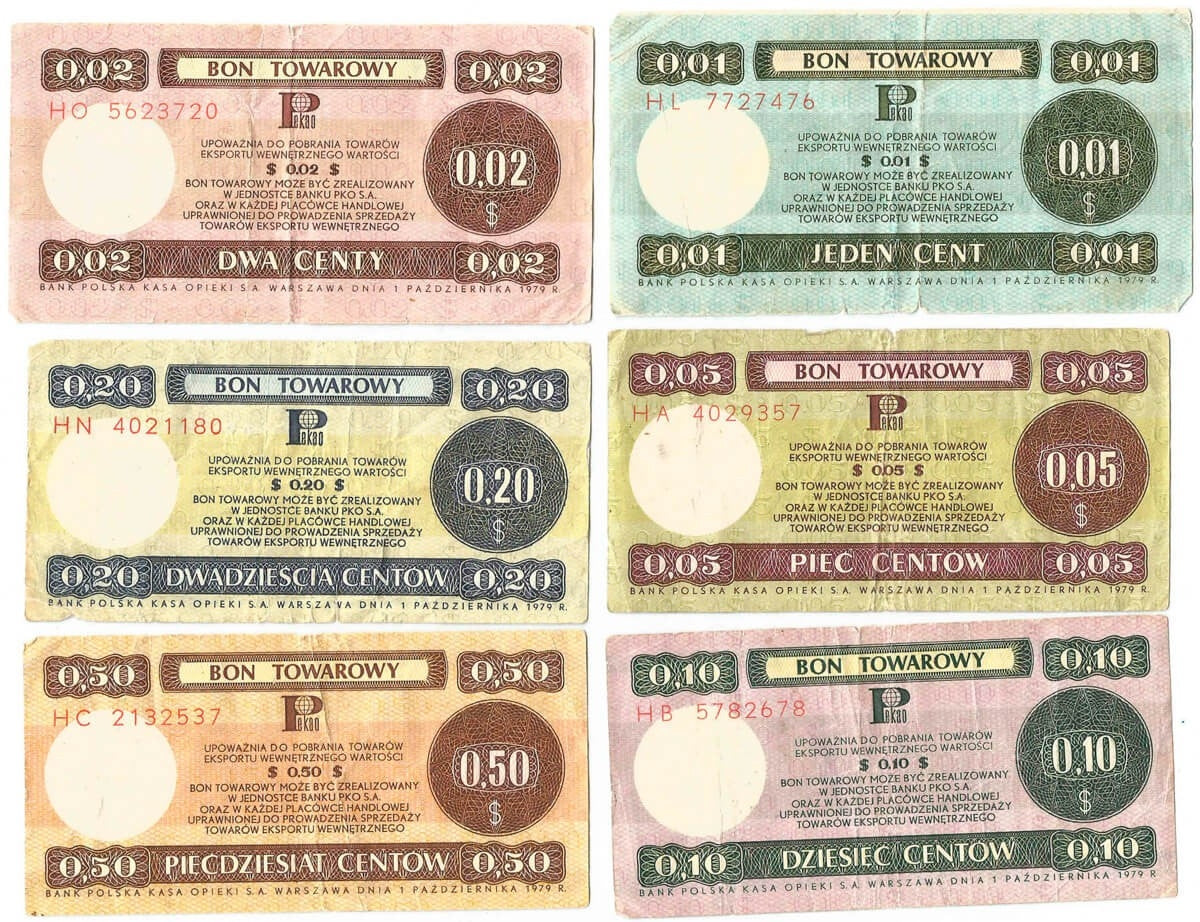 0,02 BON TOWAROWY 0,02
HO 5623720
Pekao
UPOWAŻNIA DO POBRANIA TOWARÓW
EKSPORTU WEWNĘTRZNEGO WARTOŚCI
$ 0.02 $
BON TOWAROWY MOŻE BYĆ ZREALIZOWANY
W JEDNOSTCE BANKU PKO S.A.
ORAZ W KAŻDEJ PLACÓWCE HANDLOWEJ
UPRAWNIONEJ DO PROWADZENIA SPRZEDAŻY
TOWARÓW EKSPORTU WEWNĘTRZNEGO
0,02
$
0,02 DWA CENTY 0,02
BANK POLSKA KASA OPIEKI S.A. WARSZAWA DNIA 1 PAŹDZIERNIKA 1979 R.
0,01 BON TOWAROWY 0,01
HL 7727476
Pekao
UPOWAŻNIA DO POBRANIA TOWARÓW
EKSPORTU WEWNĘTRZNEGO WARTOŚCI
$ 0.01 $
BON TOWAROWY MOŻE BYĆ ZREALIZOWANY
W JEDNOSTCE BANKU PKO S.A.
ORAZ W KAŻDEJ PLACÓWCE HANDLOWEJ
UPRAWNIONEJ DO PROWADZENIA SPRZEDAŻY
TOWARÓW EKSPORTU WEWNĘTRZNEGO
0,01
$
0,01 JEDEN CENT 0,01
BANK POLSKA KASA OPIEKI S.A. WARSZAWA DNIA 1 PAŹDZIERNIKA 1979 R.
0,20 BON TOWAROWY 0,20
HN 4021180
Pekao
UPOWAŻNIA DO POBRANIA TOWARÓW
EKSPORTU WEWNĘTRZNEGO WARTOŚCI
$ 0.20 $
BON TOWAROWY MOŻE BYĆ ZREALIZOWANY
W JEDNOSTCE BANKU PKO S.A.
ORAZ W KAŻDEJ PLACÓWCE HANDLOWEJ
UPRAWNIONEJ DO PROWADZENIA SPRZEDAŻY
TOWARÓW EKSPORTU WEWNĘTRZNEGO
0,20
$
0,20 DWADZIEŚCIA CENTÓW 0,20
BANK POLSKA KASA OPIEKI S.A. WARSZAWA DNIA 1 PAŹDZIERNIKA 1979 R.
0,05 BON TOWAROWY 0,05
HA 4029357
Pekao
UPOWAŻNIA DO POBRANIA TOWARÓW
EKSPORTU WEWNĘTRZNEGO WARTOŚCI
$ 0.05 $
BON TOWAROWY MOŻE BYĆ ZREALIZOWANY
W JEDNOSTCE BANKU PKO S.A.
ORAZ W KAŻDEJ PLACÓWCE HANDLOWEJ
UPRAWNIONEJ DO PROWADZENIA SPRZEDAŻY
TOWARÓW EKSPORTU WEWNĘTRZNEGO
0,05
$
0,05 PIĘĆ CENTÓW 0,05
BANK POLSKA KASA OPIEKI S.A. WARSZAWA DNIA 1 PAŹDZIERNIKA 1979 R.
0,50 BON TOWAROWY 0,50
HC 2132537
Pekao
UPOWAŻNIA DO POBRANIA TOWARÓW
EKSPORTU WEWNĘTRZNEGO WARTOŚCI
$ 0.50 $
BON TOWAROWY MOŻE BYĆ ZREALIZOWANY
W JEDNOSTCE BANKU PKO S.A.
ORAZ W KAŻDEJ PLACÓWCE HANDLOWEJ
UPRAWNIONEJ DO PROWADZENIA SPRZEDAŻY
TOWARÓW EKSPORTU WEWNĘTRZNEGO
0,50
$
0,50 PIĘĆDZIESIĄT CENTÓW 0,50
BANK POLSKA KASA OPIEKI S.A. WARSZAWA DNIA 1 PAŹDZIERNIKA 1979 R.
0,10 BON TOWAROWY 0,10
HB 5782678
Pekao
UPOWAŻNIA DO POBRANIA TOWARÓW
EKSPORTU WEWNĘTRZNEGO WARTOŚCI
$ 0.10 $
BON TOWAROWY MOŻE BYĆ ZREALIZOWANY
W JEDNOSTCE BANKU PKO S.A.
ORAZ W KAŻDEJ PLACÓWCE HANDLOWEJ
UPRAWNIONEJ DO PROWADZENIA SPRZEDAŻY
TOWARÓW EKSPORTU WEWNĘTRZNEGO
0,10
$
0,10 DZIESIĘĆ CENTÓW 0,10
BANK POLSKA KASA OPIEKI S.A. WARSZAWA DNIA 1 PAŹDZIERNIKA 1979 R.